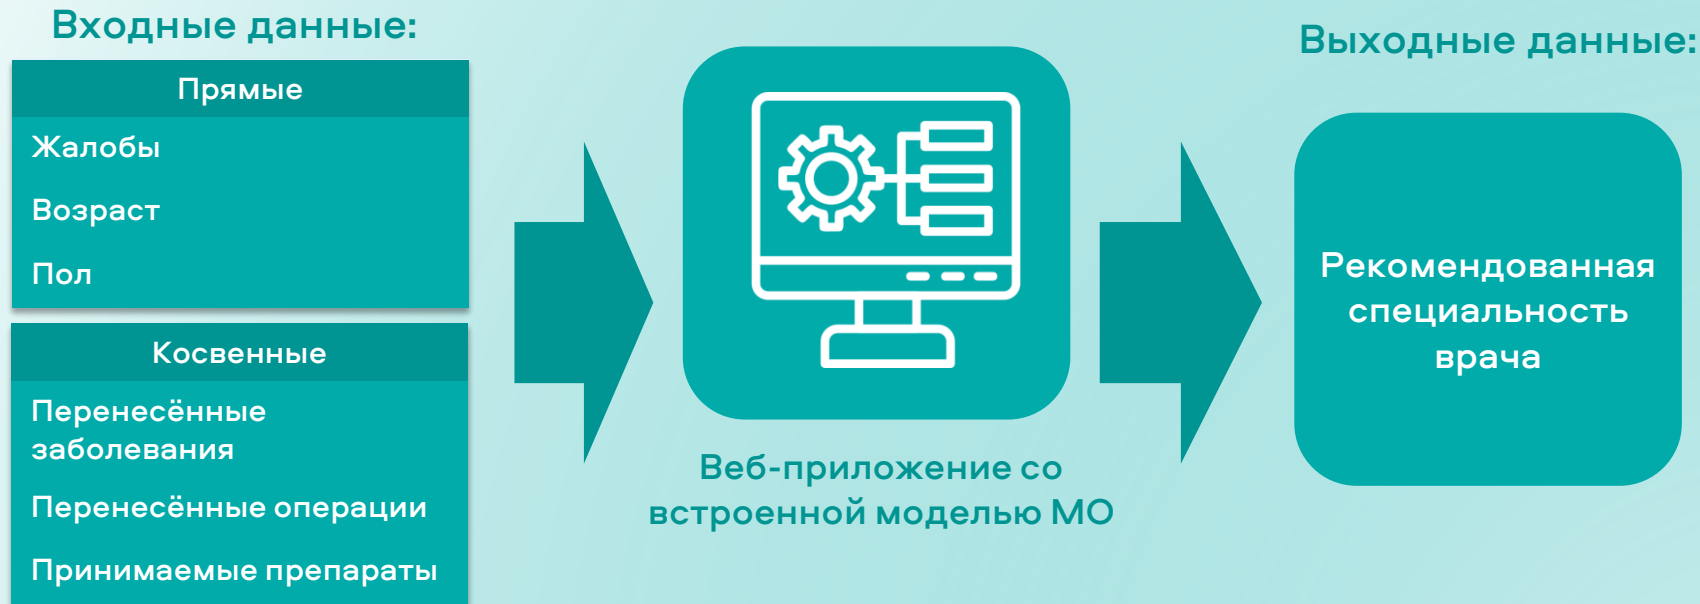 Входные данные:
Прямые
Жалобы
Возраст
Пол
Косвенные
Перенесённые
заболевания
Перенесённые операции
Принимаемые препараты
Веб-приложение со
встроенной моделью МО
Выходные данные:
Рекомендованная
специальность
врача